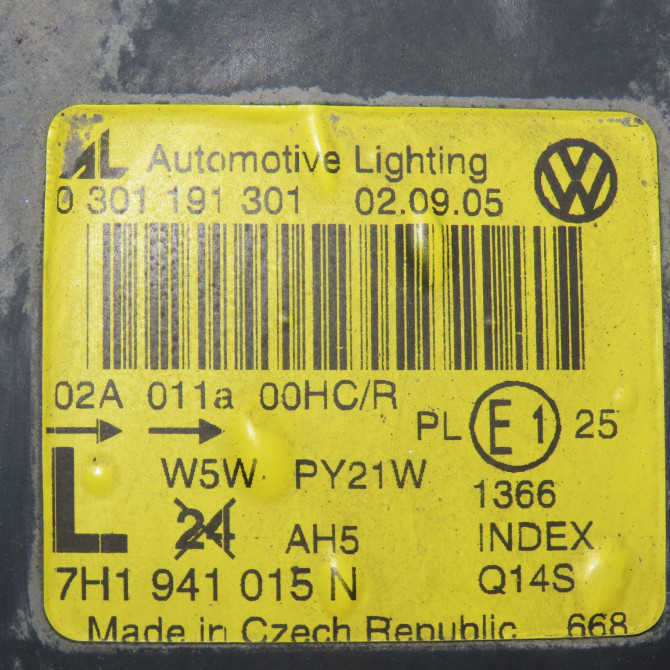 AL Automotive Lighting
0 301 191 301 02.09.05
02A 011a 00HC/R
PL E1 25
W5W PY21W
1366
L 24 AH5 INDEX
7H1 941 015 N Q14S
Made in Czech Republic 668